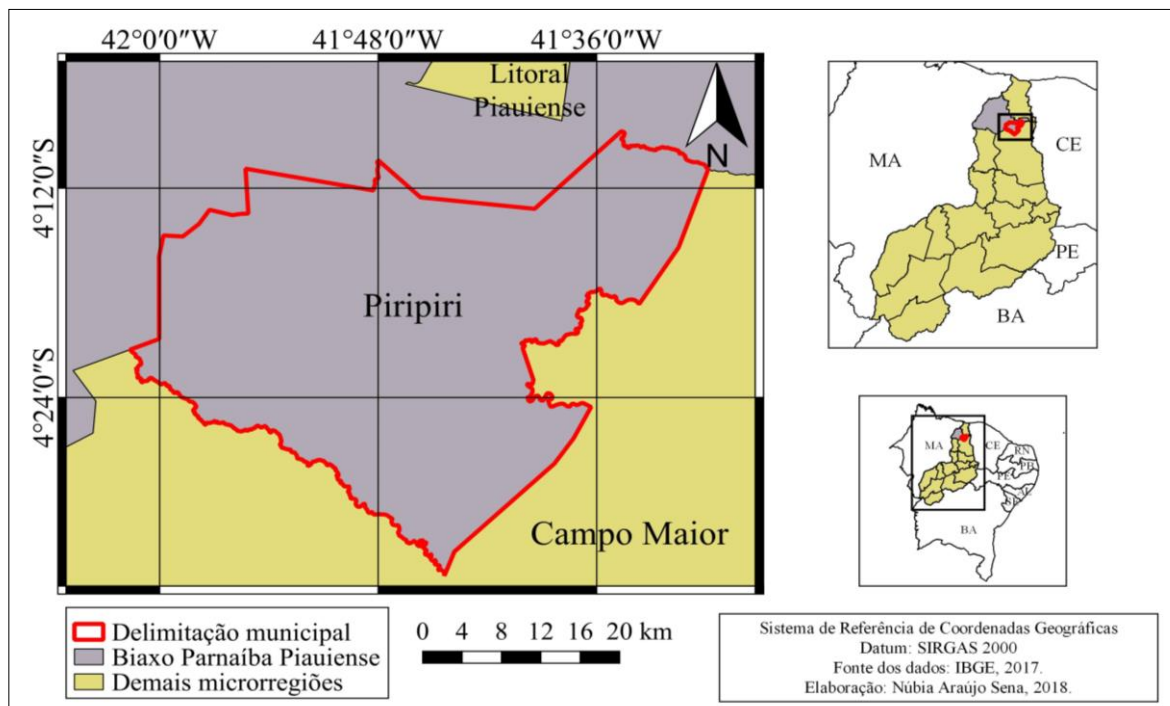 42°0′0″W
41°48′0″W
41°36′0″W
Litoral
Piauiense
N
4°12′0″S
4°24′0″S
Piripiri
Campo Maior
MA
CE
PE
BA
MA
CE
RN
PB
PE
AL
SE
BA
Delimitação municipal
Biaxo Parnaíba Piauiense
Demais microrregiões
0 4 8 12 16 20 km
Sistema de Referência de Coordenadas Geográficas
Datum: SIRGAS 2000
Fonte dos dados: IBGE, 2017.
Elaboração: Núbia Araújo Sena, 2018.